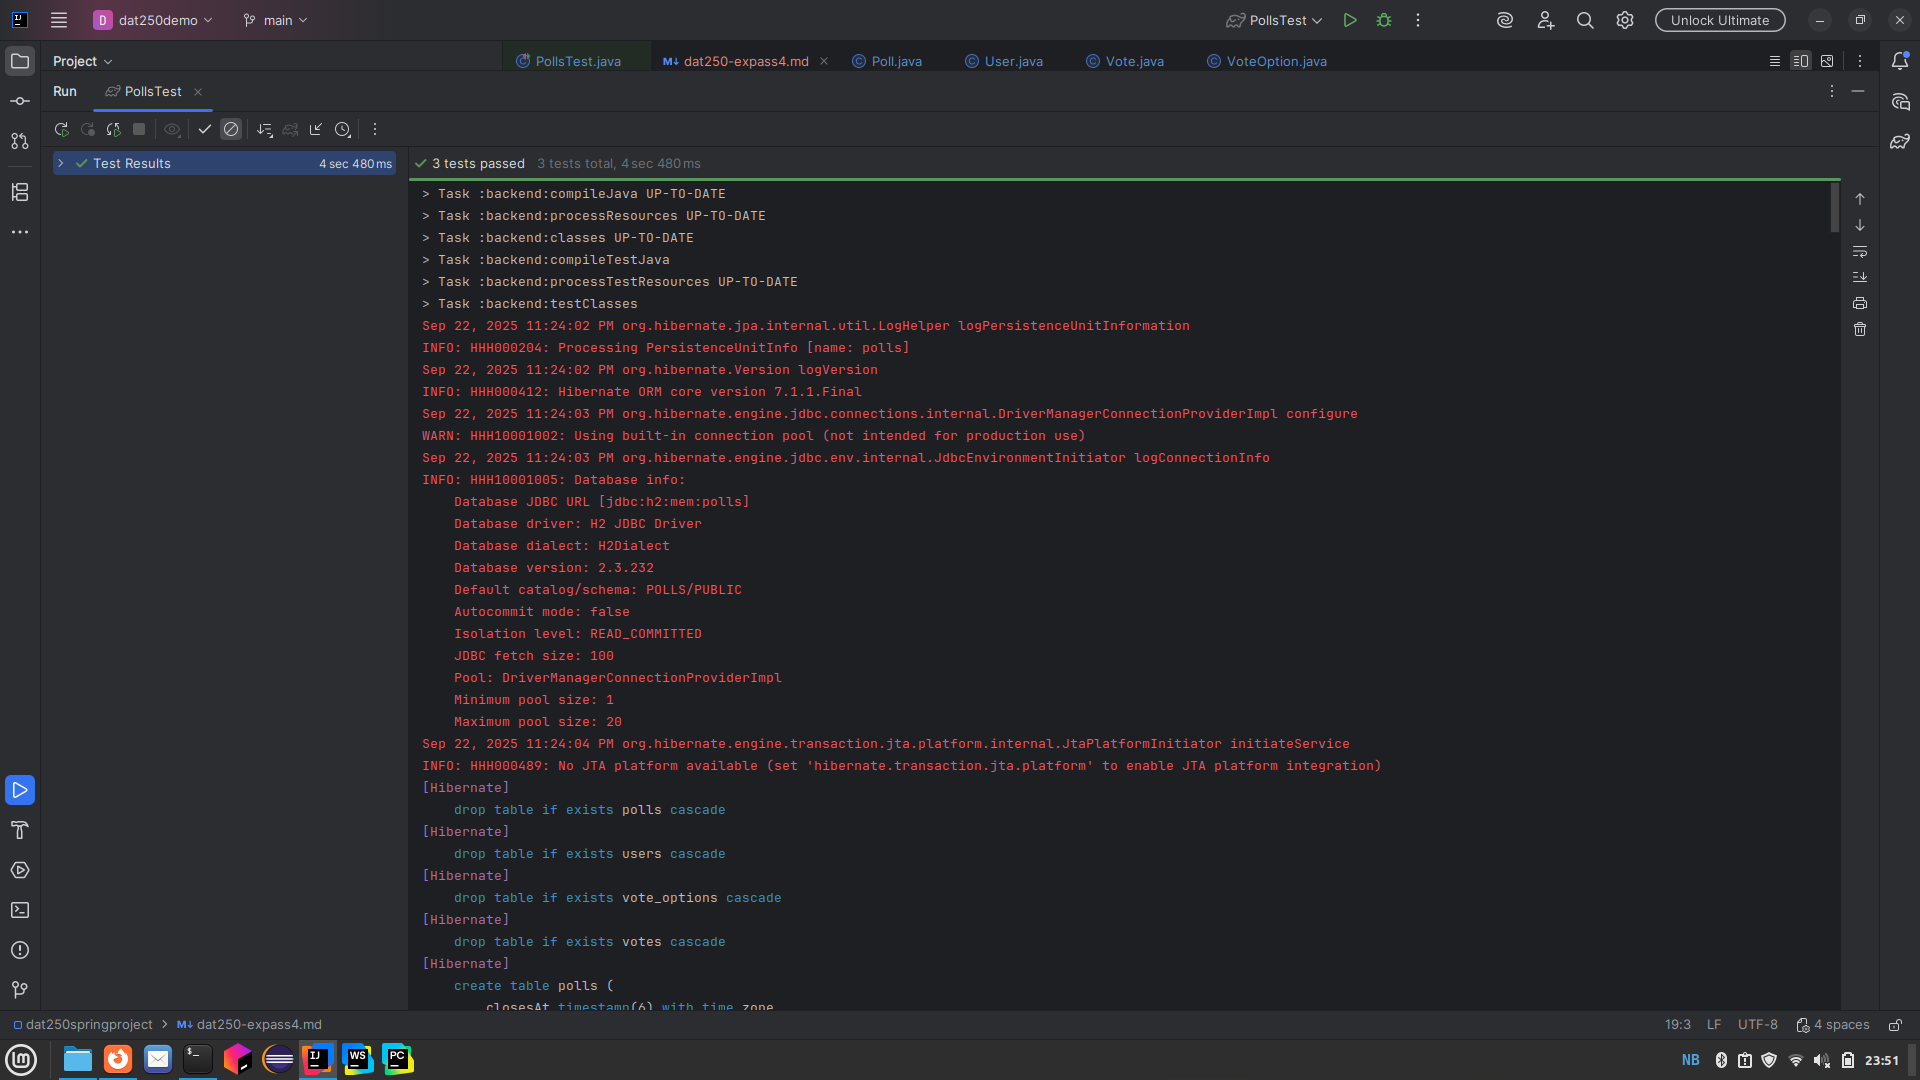 D dat250demo main PollsTest Unlock Ultimate
Project PollsTest.java M↓ dat250-expass4.md Poll.java User.java Vote.java VoteOption.java
Run PollsTest
Test Results 4 sec 480 ms
3 tests passed 3 tests total, 4 sec 480 ms
> Task :backend:compileJava UP-TO-DATE
> Task :backend:processResources UP-TO-DATE
> Task :backend:classes UP-TO-DATE
> Task :backend:compileTestJava
> Task :backend:processTestResources UP-TO-DATE
> Task :backend:testClasses
Sep 22, 2025 11:24:02 PM org.hibernate.jpa.internal.util.LogHelper logPersistenceUnitInformation
INFO: HHH000204: Processing PersistenceUnitInfo [name: polls]
Sep 22, 2025 11:24:02 PM org.hibernate.Version logVersion
INFO: HHH000412: Hibernate ORM core version 7.1.1.Final
Sep 22, 2025 11:24:03 PM org.hibernate.engine.jdbc.connections.internal.DriverManagerConnectionProviderImpl configure
WARN: HHH10001002: Using built-in connection pool (not intended for production use)
Sep 22, 2025 11:24:03 PM org.hibernate.engine.jdbc.env.internal.JdbcEnvironmentInitiator logConnectionInfo
INFO: HHH10001005: Database info:
Database JDBC URL [jdbc:h2:mem:polls]
Database driver: H2 JDBC Driver
Database dialect: H2Dialect
Database version: 2.3.232
Default catalog/schema: POLLS/PUBLIC
Autocommit mode: false
Isolation level: READ_COMMITTED
JDBC fetch size: 100
Pool: DriverManagerConnectionProviderImpl
Minimum pool size: 1
Maximum pool size: 20
Sep 22, 2025 11:24:04 PM org.hibernate.engine.transaction.jta.platform.internal.JtaPlatformInitiator initiateService
INFO: HHH000489: No JTA platform available (set 'hibernate.transaction.jta.platform' to enable JTA platform integration)
[Hibernate]
drop table if exists polls cascade
[Hibernate]
drop table if exists users cascade
[Hibernate]
drop table if exists vote_options cascade
[Hibernate]
drop table if exists votes cascade
[Hibernate]
create table polls (
closesAt timestamp(6) with time zone
dat250springproject > M↓ dat250-expass4.md 19:3 LF UTF-8 4 spaces
IJ WS PC NB 23:51